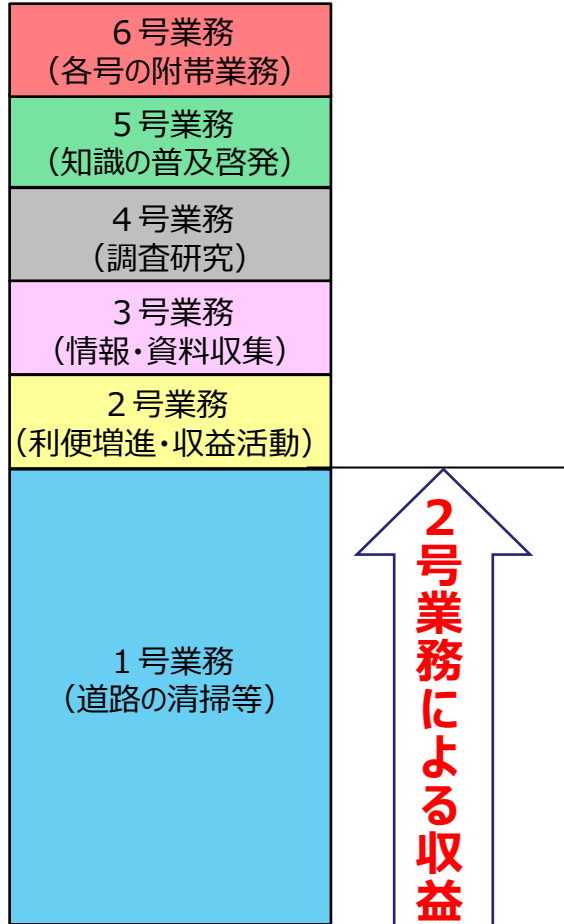 ６号業務
（各号の附帯業務）
５号業務
（知識の普及啓発）
４号業務
（調査研究）
３号業務
（情報・資料収集）
２号業務
（利便増進・収益活動）
１号業務
（道路の清掃等）
２号業務による収益